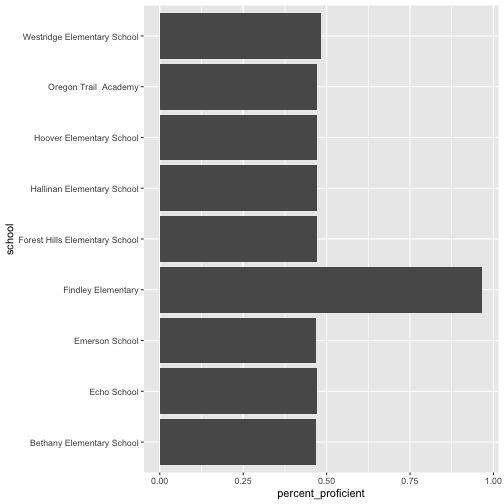 Westridge Elementary School
Oregon Trail  Academy
Hoover Elementary School
Hallinan Elementary School
Forest Hills Elementary School
Findley Elementary
Emerson School
Echo School
Bethany Elementary School
school
0.00 0.25 0.50 0.75 1.00
percent_proficient